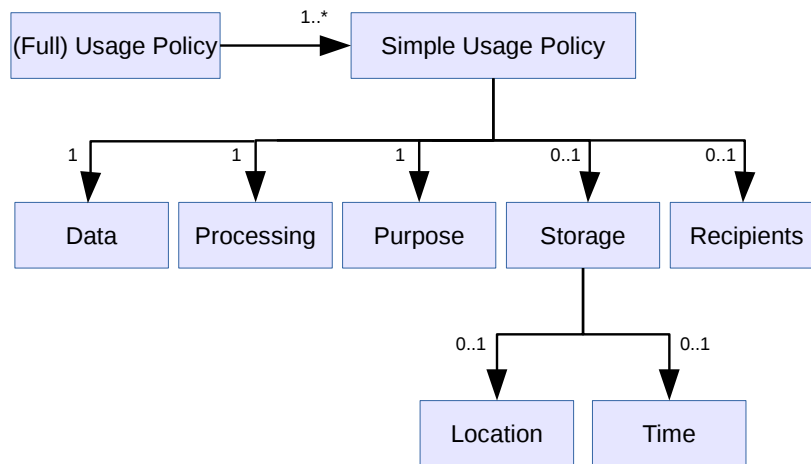 1..*
(Full) Usage Policy
Simple Usage Policy
1
1
1
0..1
0..1
Data
Processing
Purpose
Storage
Recipients
0..1
0..1
Location
Time